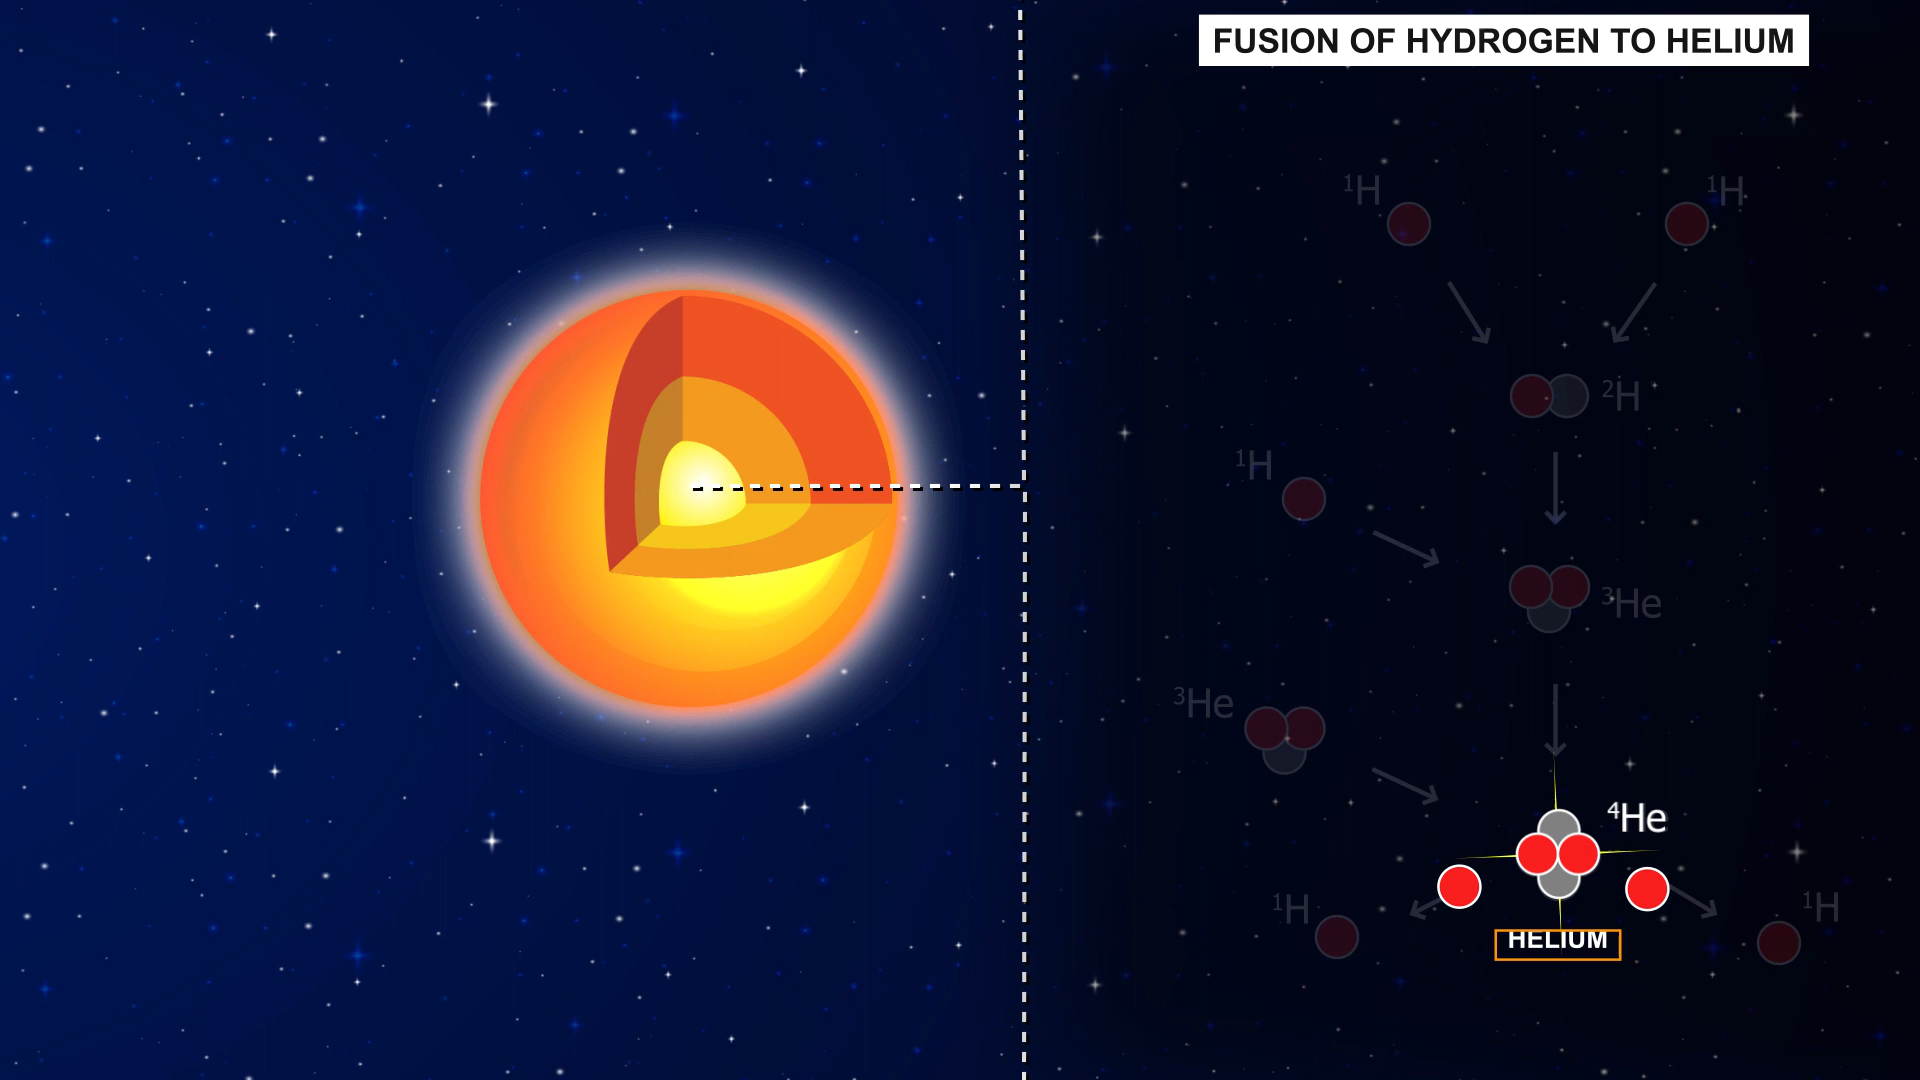 FUSION OF HYDROGEN TO HELIUM
¹H
¹H
²H
¹H
³He
³He
⁴He
¹H
¹H
HELIUM